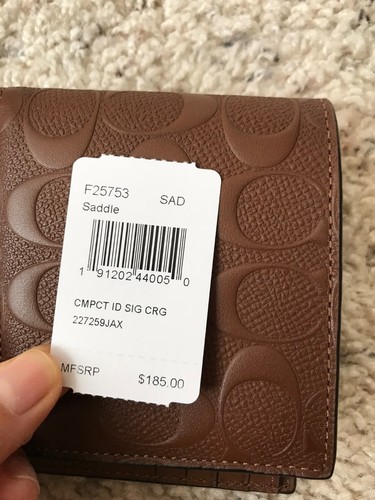 F25753 SAD
Saddle
1 91202 44005 0
CMPCT ID SIG CRG
227259JAX
MFSRP $185.00